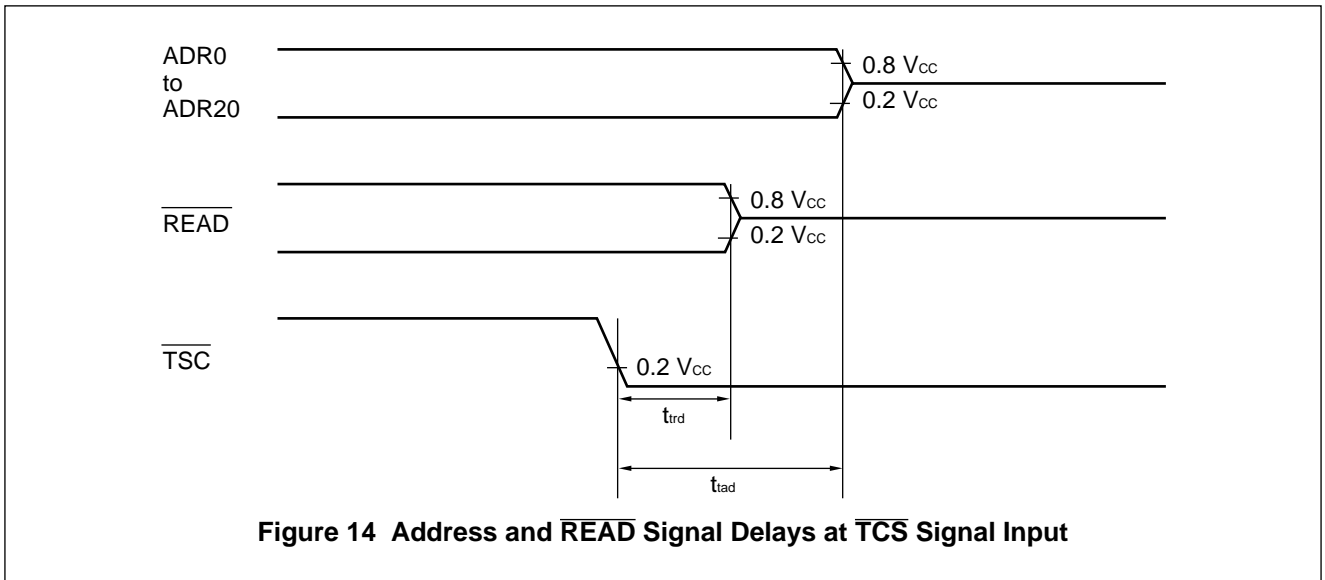 ADR0
to
ADR20
0.8 VCC
0.2 VCC
READ
0.8 VCC
0.2 VCC
TSC
0.2 VCC
ttrd
ttad
Figure 14 Address and READ Signal Delays at TCS Signal Input